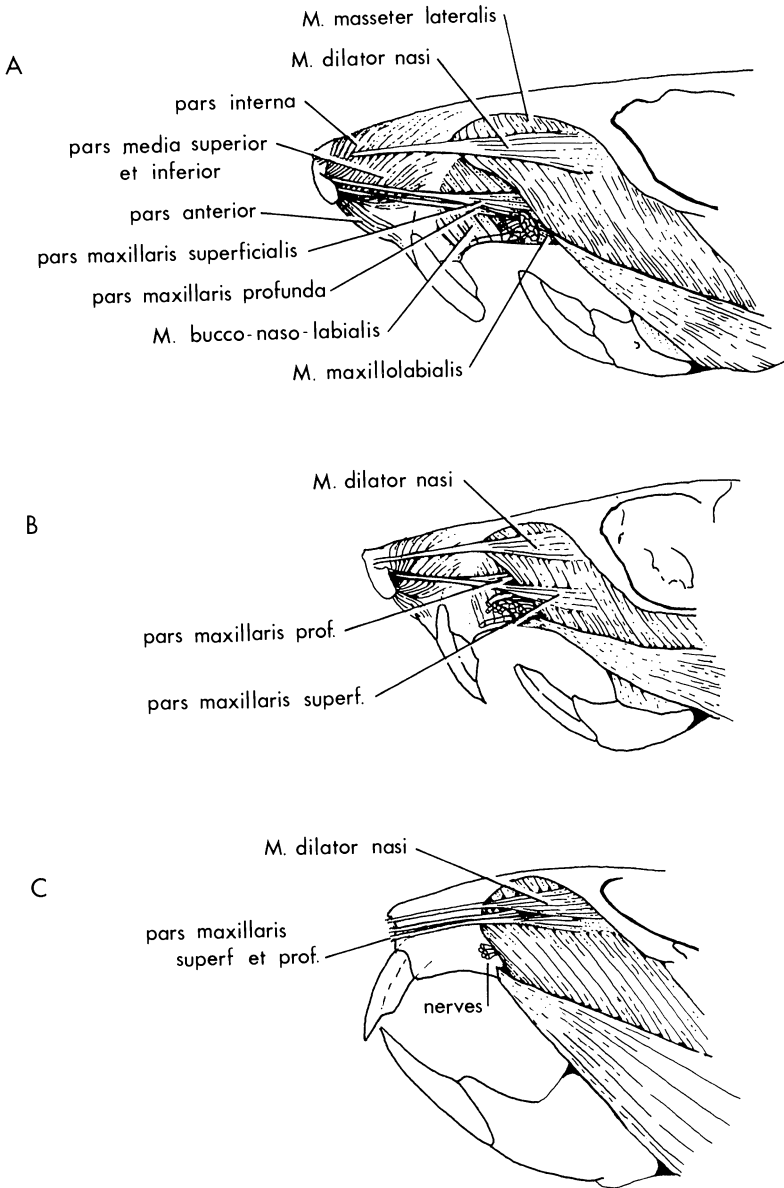 M. masseter lateralis
A
M. dilator nasi
pars interna
pars media superior
et inferior
pars anterior
pars maxillaris superficialis
pars maxillaris profunda
M. bucco-naso-labialis
M. maxillolabialis
M. dilator nasi
B
pars maxillaris prof.
pars maxillaris superf.
M. dilator nasi
C
pars maxillaris
superf et prof.
nerves